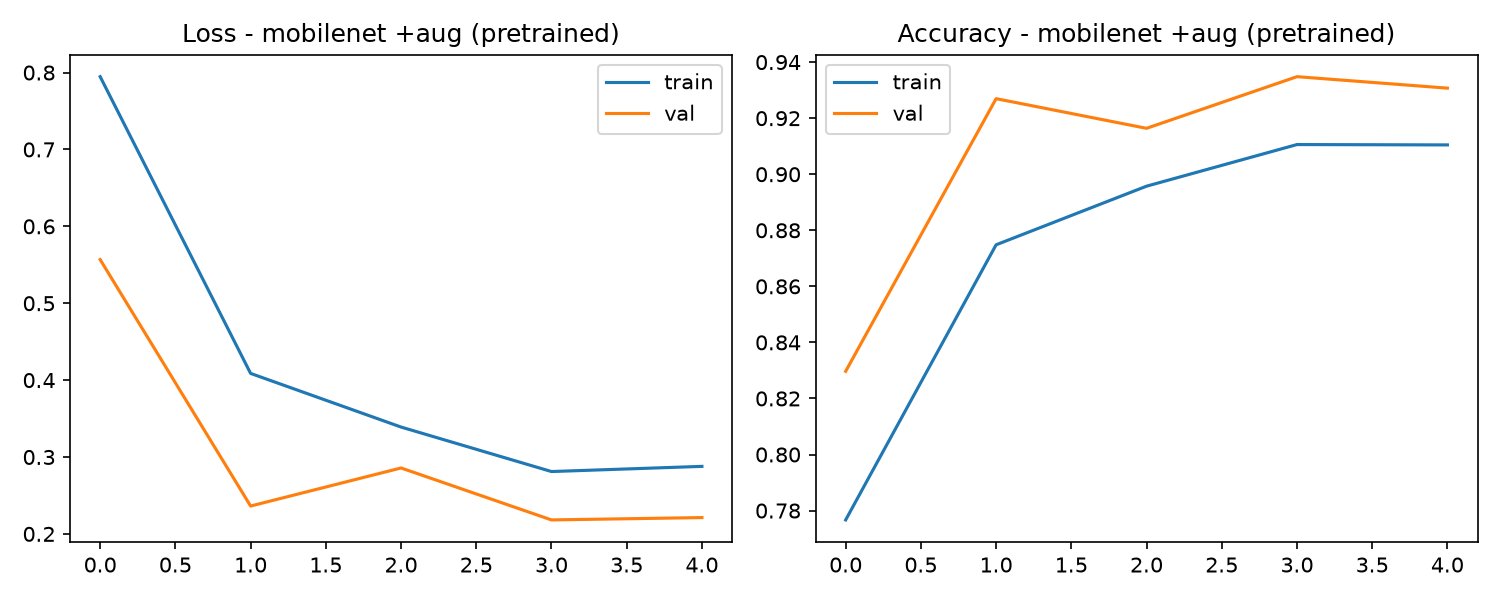 Loss - mobilenet +aug (pretrained)
0.8
0.7
0.6
0.5
0.4
0.3
0.2
0.0 0.5 1.0 1.5 2.0 2.5 3.0 3.5 4.0
train
val
Accuracy - mobilenet +aug (pretrained)
0.94
0.92
0.90
0.88
0.86
0.84
0.82
0.80
0.78
0.0 0.5 1.0 1.5 2.0 2.5 3.0 3.5 4.0
train
val